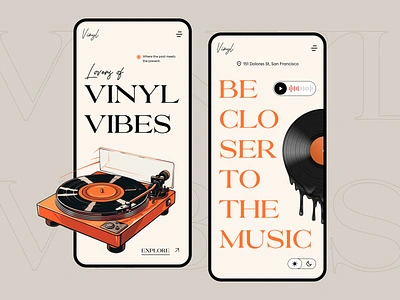 Vinyl
Where the past meets
the present.
Lovers of
VINYL
VIBES
EXPLORE
Vinyl
191 Dolores St, San Francisco
BE
CLO
SER
TO
THE
MUSIC